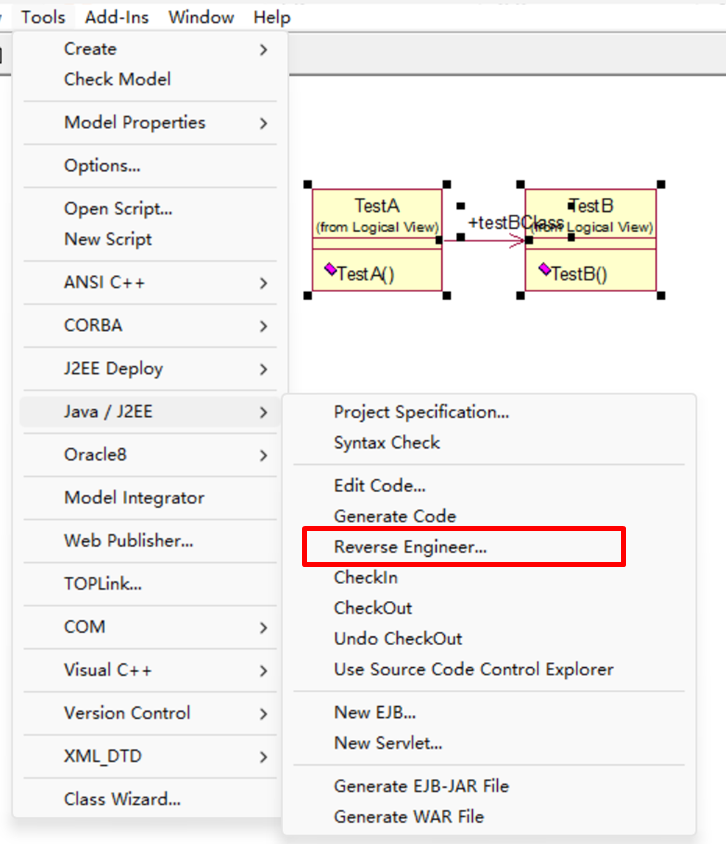 Tools Add-Ins Window Help
Create
Check Model
Model Properties
Options...
Open Script...
New Script
ANSI C++
CORBA
J2EE Deploy
Java / J2EE
Oracle8
Model Integrator
Web Publisher...
TOPLink...
COM
Visual C++
Version Control
XML_DTD
Class Wizard...
TestA
(from Logical View)
TestA()
+testBClass
TestB
(from Logical View)
TestB()
Project Specification...
Syntax Check
Edit Code...
Generate Code
Reverse Engineer...
CheckIn
CheckOut
Undo CheckOut
Use Source Code Control Explorer
New EJB...
New Servlet...
Generate EJB-JAR File
Generate WAR File